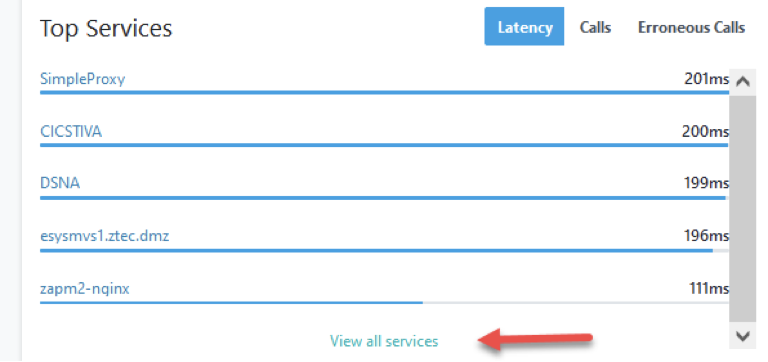 Top Services
Latency Calls Erroneous Calls
SimpleProxy 201ms
CICSTIVA 200ms
DSNA 199ms
esysmvs1.ztec.dmz 196ms
zapm2-nginx 111ms
View all services